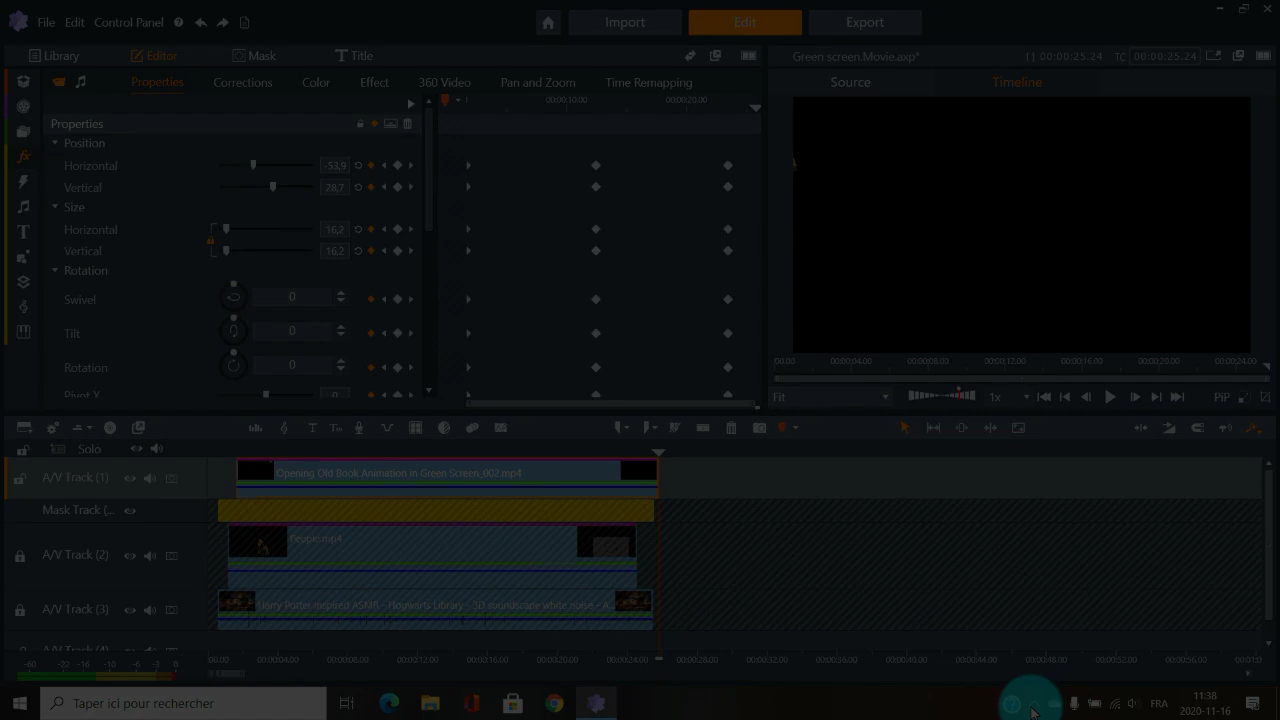 File Edit Control Panel
Import
Edit
Export
Library
Editor
Mask
Title
Green screen.Movie.axp*
[] 00:00:25.24
TC 00:00:25.24
Properties
Corrections
Color
Effect
360 Video
Pan and Zoom
Time Remapping
Source
Timeline
00:00:10.00
00:00:20.00
Properties
Position
Horizontal
-53,9
Vertical
28,7
Size
Horizontal
16,2
Vertical
16,2
Rotation
Swivel
0
Tilt
0
Rotation
0
Pivot X
0
00.00 00:00:04.00 00:00:08.00 00:00:12.00 00:00:16.00 00:00:20.00 00:00:24.00
Fit
1x
PiP
Solo
A/V Track (1)
Opening Old Book Animation in Green Screen_002.mp4
Mask Track (...
A/V Track (2)
People.mp4
A/V Track (3)
Harry Potter Inspired ASMR - Hogwarts Library - 3D soundscape white noise - A...
A/V Track (4)
-60 -22 -16 -10 -6 -3 0
00.00 00:00:04.00 00:00:08.00 00:00:12.00 00:00:16.00 00:00:20.00 00:00:24.00 00:00:28.00 00:00:32.00 00:00:36.00 00:00:40.00 00:00:44.00 00:00:48.00 00:00:52.00 00:00:56.00 00:01:0
Taper ici pour rechercher
FRA
11:38
2020-11-16